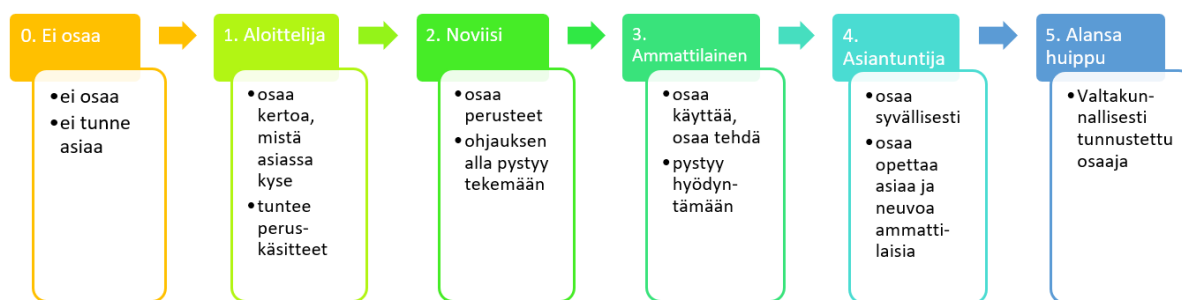 0. Ei osaa
•ei osaa
•ei tunne
asiaa
1. Aloittelija
•osaa
kertoa,
mistä
asiassa
kyse
•tuntee
perus-
käsitteet
2. Noviisi
•osaa
perusteet
•ohjauksen
alla pystyy
tekemään
3.
Ammattilainen
•osaa
käyttää,
osaa tehdä
•pystyy
hyödyn-
tämään
4.
Asiantuntija
•osaa
syvällisesti
•osaa
opettaa
asiaa ja
neuvoa
ammatti-
laisia
5. Alansa
huippu
•Valtakun-
nallisesti
tunnustettu
osaaja